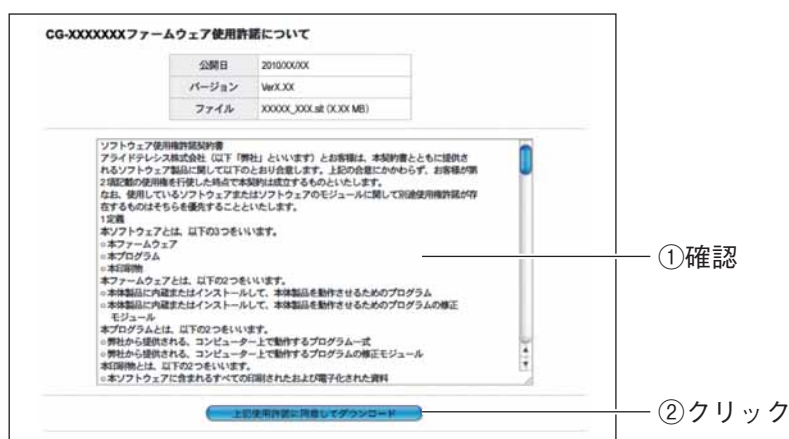 CG-XXXXXXXファームウェア使用許諾について
公開日 2010/XX/XX
バージョン VerX.XX
ファイル XXXXX_XXX.sit (X.XX MB)
ソフトウェア使用権許諾契約書
アライドテレシス株式会社（以下「弊社」といいます）とお客様は、本契約書とともに提供さ
れるソフトウェア製品に関して以下のとおり合意します。上記の合意にかかわらず、お客様が第
2項記載の使用権を行使した時点で本契約は成立するものといたします。
なお、使用しているソフトウェアまたはソフトウェアのモジュールに関して別途使用権許諾が存
在するものはそちらを優先することといたします。
1定義
本ソフトウェアとは、以下の3つをいいます。
○本ファームウェア
○本プログラム
○本印刷物
本ファームウェアとは、以下の2つをいいます。
○本体製品に内蔵またはインストールして、本体製品を動作させるためのプログラム
○本体製品に内蔵またはインストールして、本体製品を動作させるためのプログラムの修正
モジュール
本プログラムとは、以下の2つをいいます。
○弊社から提供される、コンピューター上で動作するプログラム一式
○弊社から提供される、コンピューター上で動作するプログラムの修正モジュール
本印刷物とは、以下の2つをいいます。
○本ソフトウェアに含まれるすべての印刷されたおよび電子化された資料
①確認
上記使用許諾に同意してダウンロード
②クリック